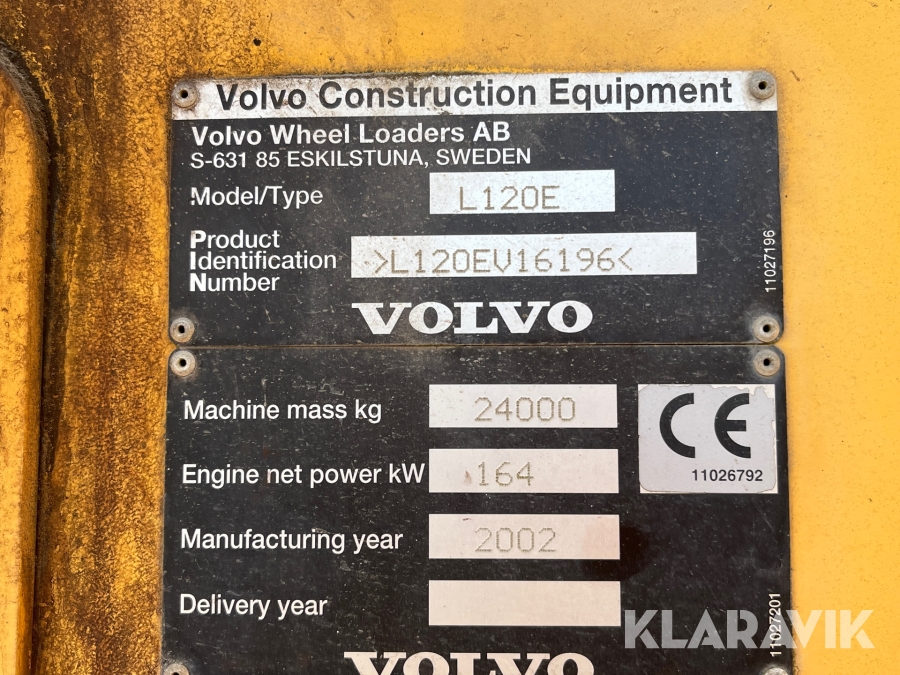 Volvo Construction Equipment
Volvo Wheel Loaders AB
S-631 85 ESKILSTUNA, SWEDEN
Model/Type L120E
Product
Identification
Number
>L120EV16196<
11027196
VOLVO
Machine mass kg 24000
CE
11026792
Engine net power kW 164
Manufacturing year 2002
Delivery year
11027201
VOLVO
KLARAVIK